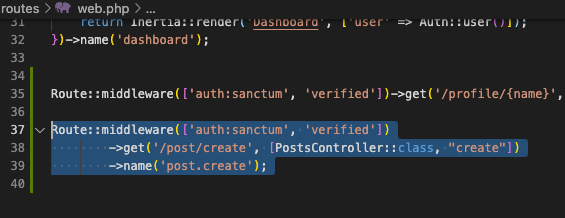 routes > web.php > ...
31 return Inertia::render('Dashboard', ['user' => Auth::user()]);
32 })->name('dashboard');
33
34
35 Route::middleware(['auth:sanctum', 'verified'])->get('/profile/{name}',
36
37 Route::middleware(['auth:sanctum', 'verified'])
38 ->get('/post/create', [PostsController::class, "create"])
39 ->name('post.create');
40